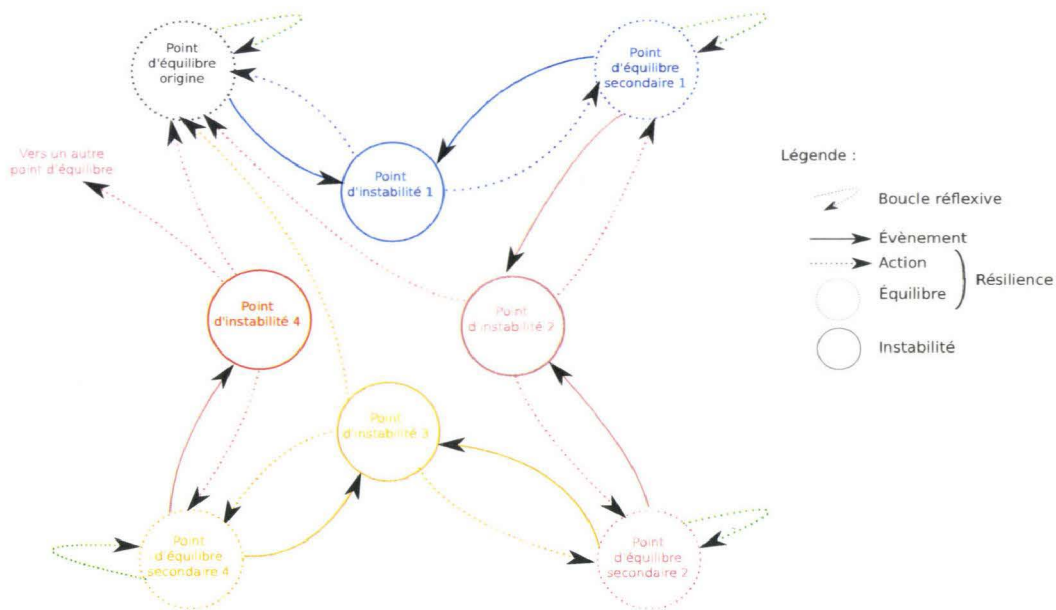 Point
d'équilibre
origine
Point
d'équilibre
secondaire 1
Vers un autre
point d'équilibre
Point
d'instabilité 1
Point
d'instabilité 4
Point
d'instabilité 2
Point
d'instabilité 3
Point
d'équilibre
secondaire 4
Point
d'équilibre
secondaire 2
Légende :
Boucle réflexive
Évènement
Action
Équilibre
Résilience
Instabilité